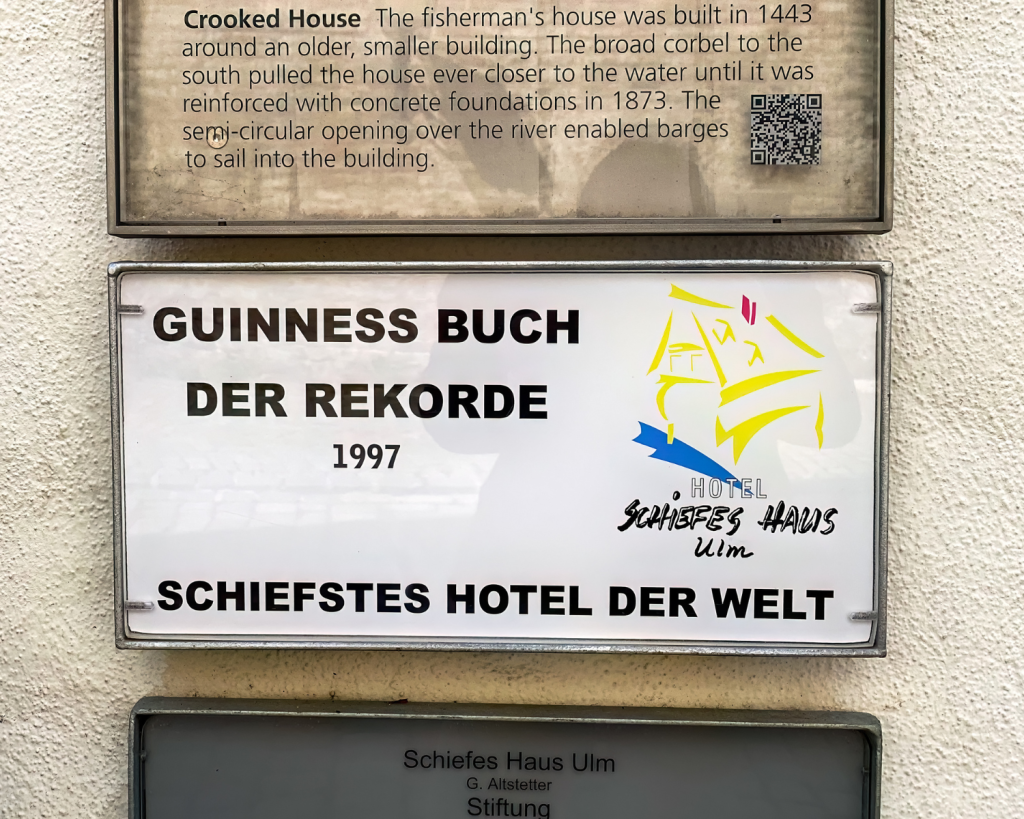 Crooked House The fisherman's house was built in 1443
around an older, smaller building. The broad corbel to the
south pulled the house ever closer to the water until it was
reinforced with concrete foundations in 1873. The
semi-circular opening over the river enabled barges
to sail into the building.
GUINNESS BUCH
DER REKORDE
1997
HOTEL
SCHIEFES HAUS
Ulm
SCHIEFSTES HOTEL DER WELT
Schiefes Haus Ulm
G. Altstetter
Stiftung